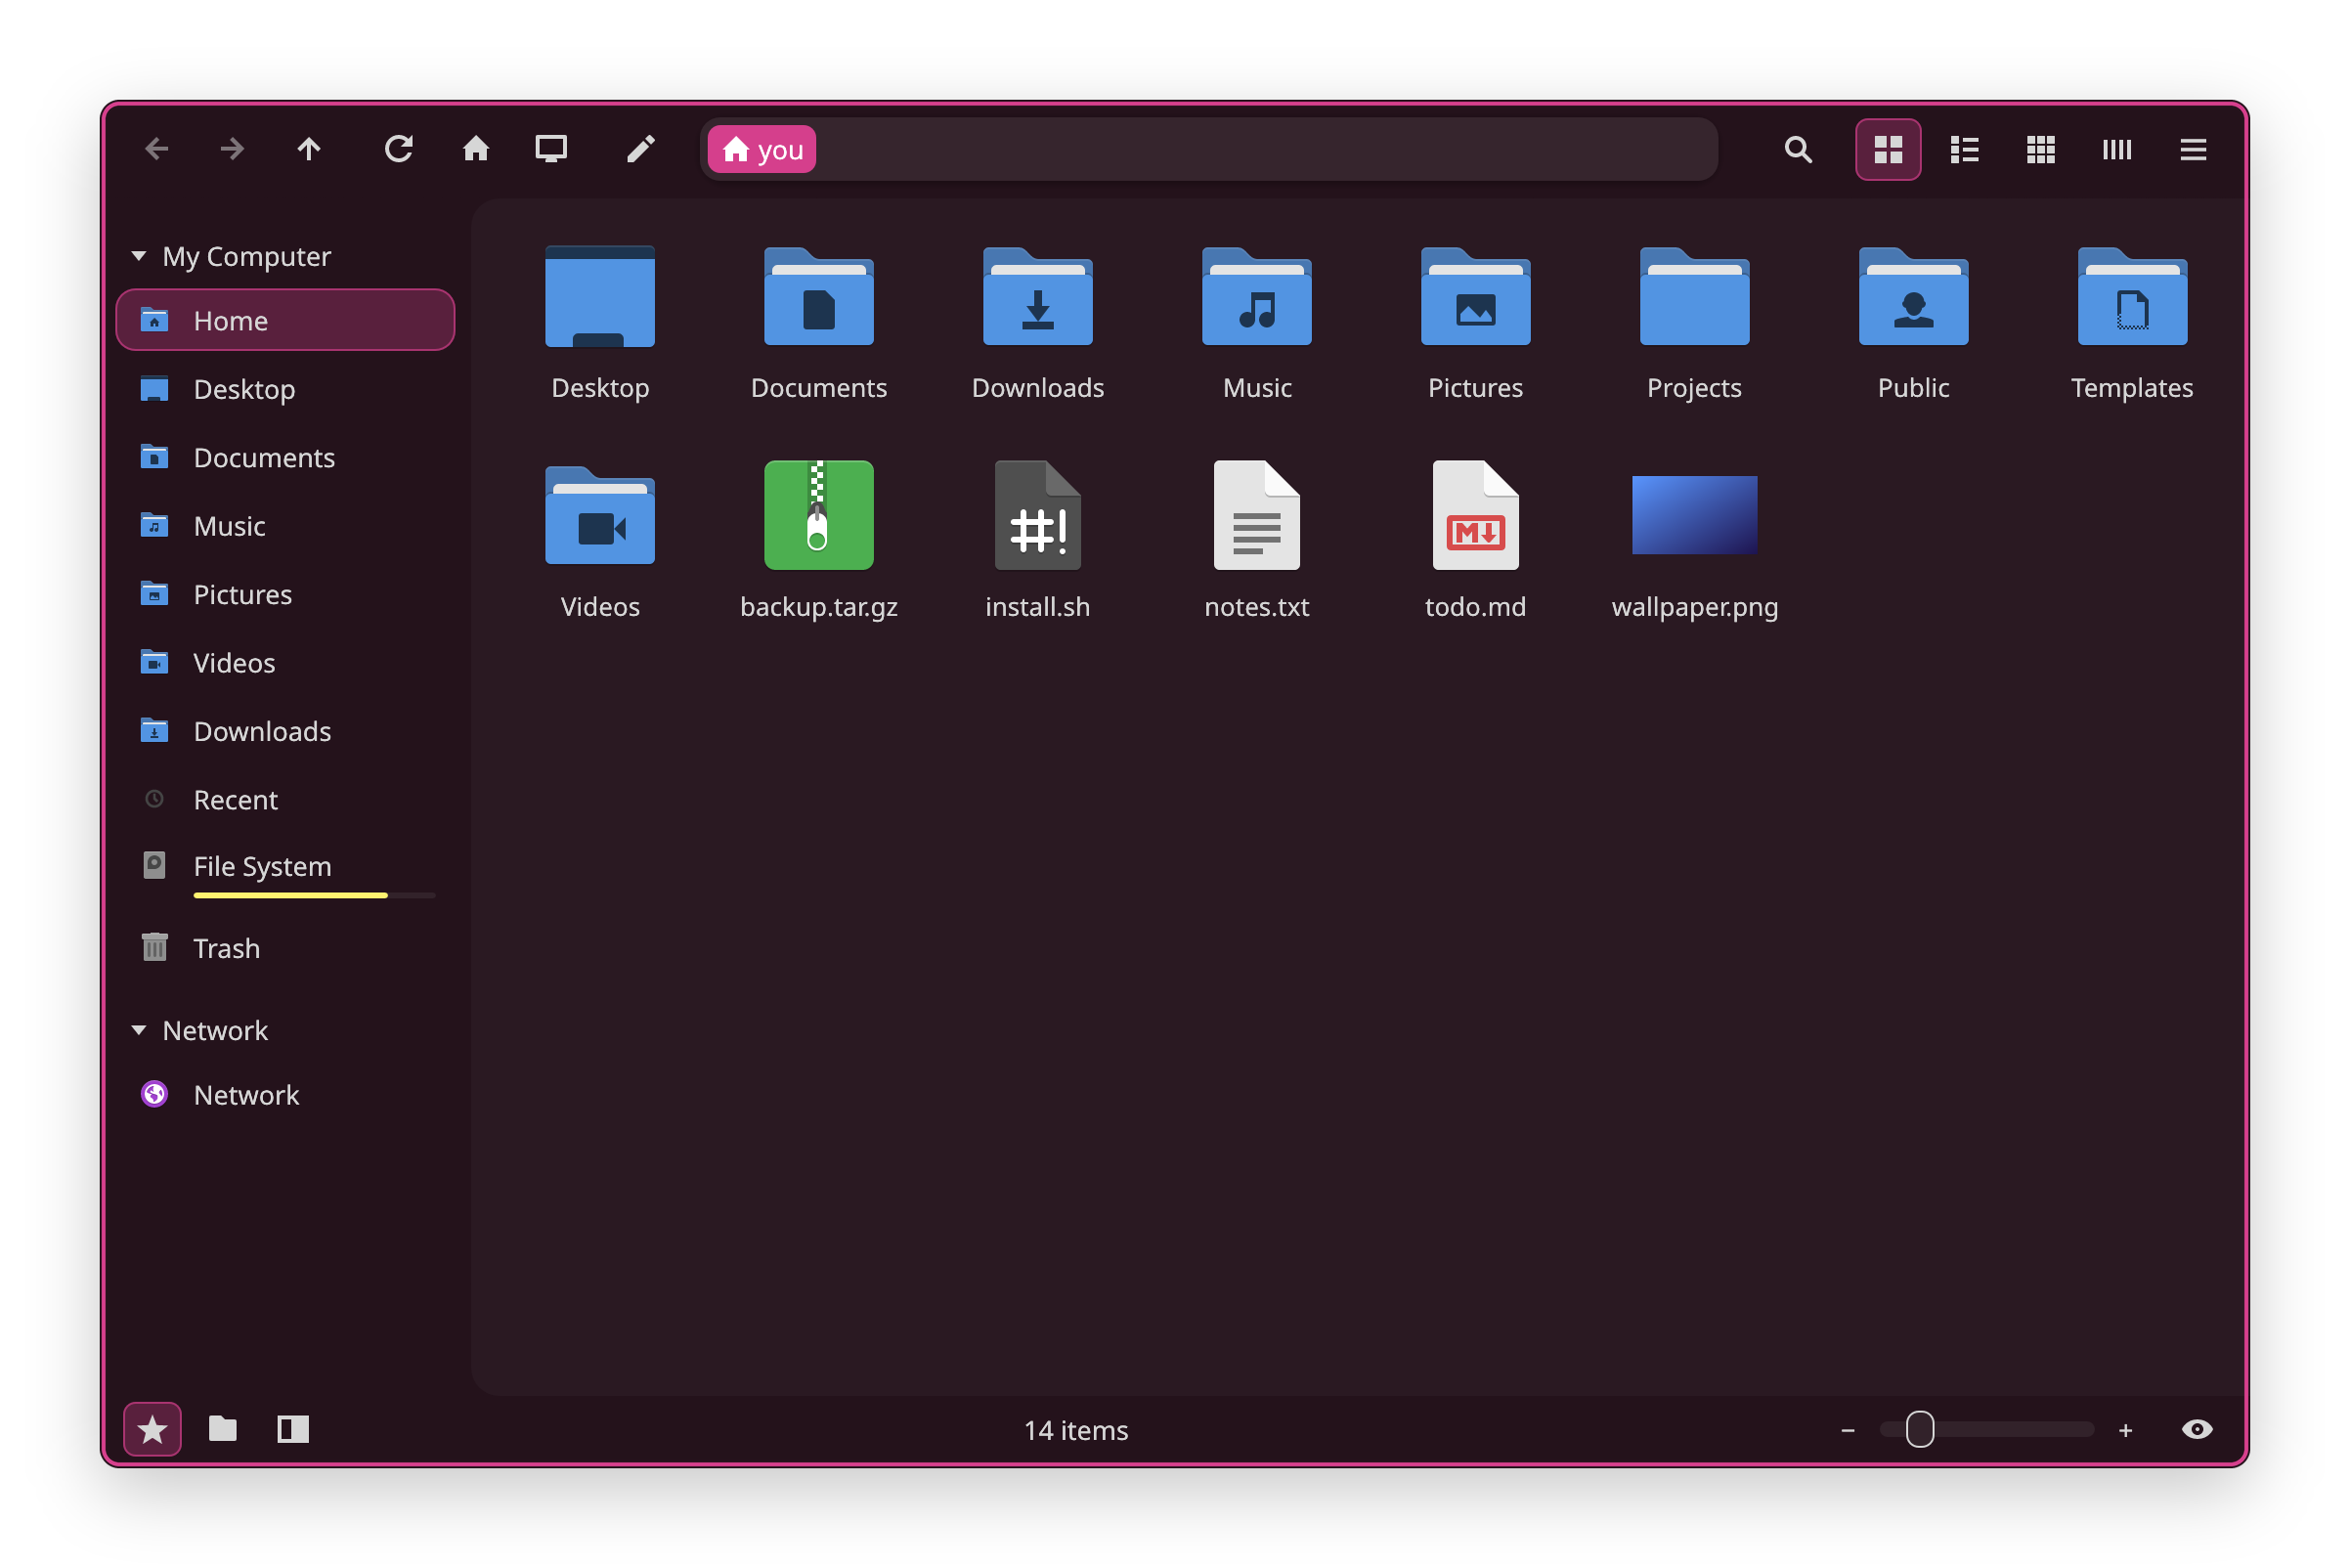 you
My Computer
Home
Desktop
Documents
Music
Pictures
Videos
Downloads
Recent
File System
Trash
Network
Network
Desktop
Documents
Downloads
Music
Pictures
Projects
Public
Templates
Videos
backup.tar.gz
#!
install.sh
notes.txt
M
todo.md
wallpaper.png
14 items